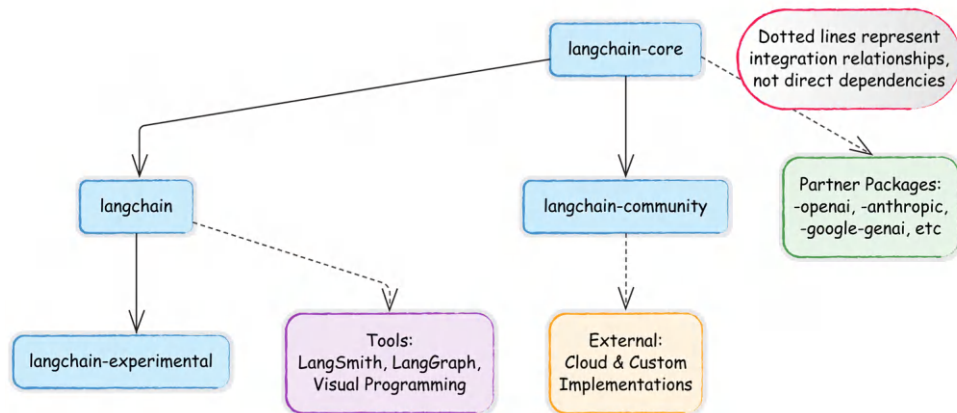 langchain-core
Dotted lines represent
integration relationships,
not direct dependencies
langchain
langchain-community
Partner Packages:
-openai, -anthropic,
-google-genai, etc
langchain-experimental
Tools:
LangSmith, LangGraph,
Visual Programming
External:
Cloud & Custom
Implementations